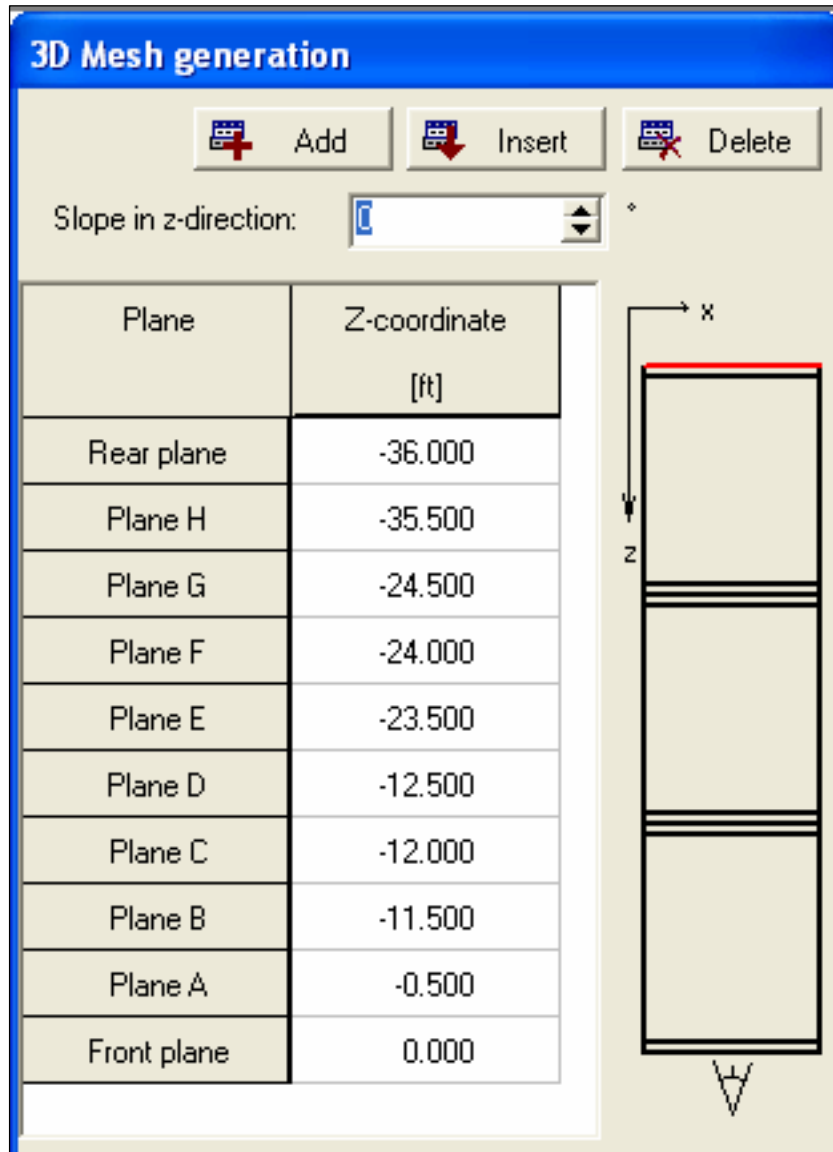 3D Mesh generation
Add Insert Delete
Slope in z-direction: 0 °
Plane Z-coordinate
[ft]
Rear plane -36.000
Plane H -35.500
Plane G -24.500
Plane F -24.000
Plane E -23.500
Plane D -12.500
Plane C -12.000
Plane B -11.500
Plane A -0.500
Front plane 0.000
x
z